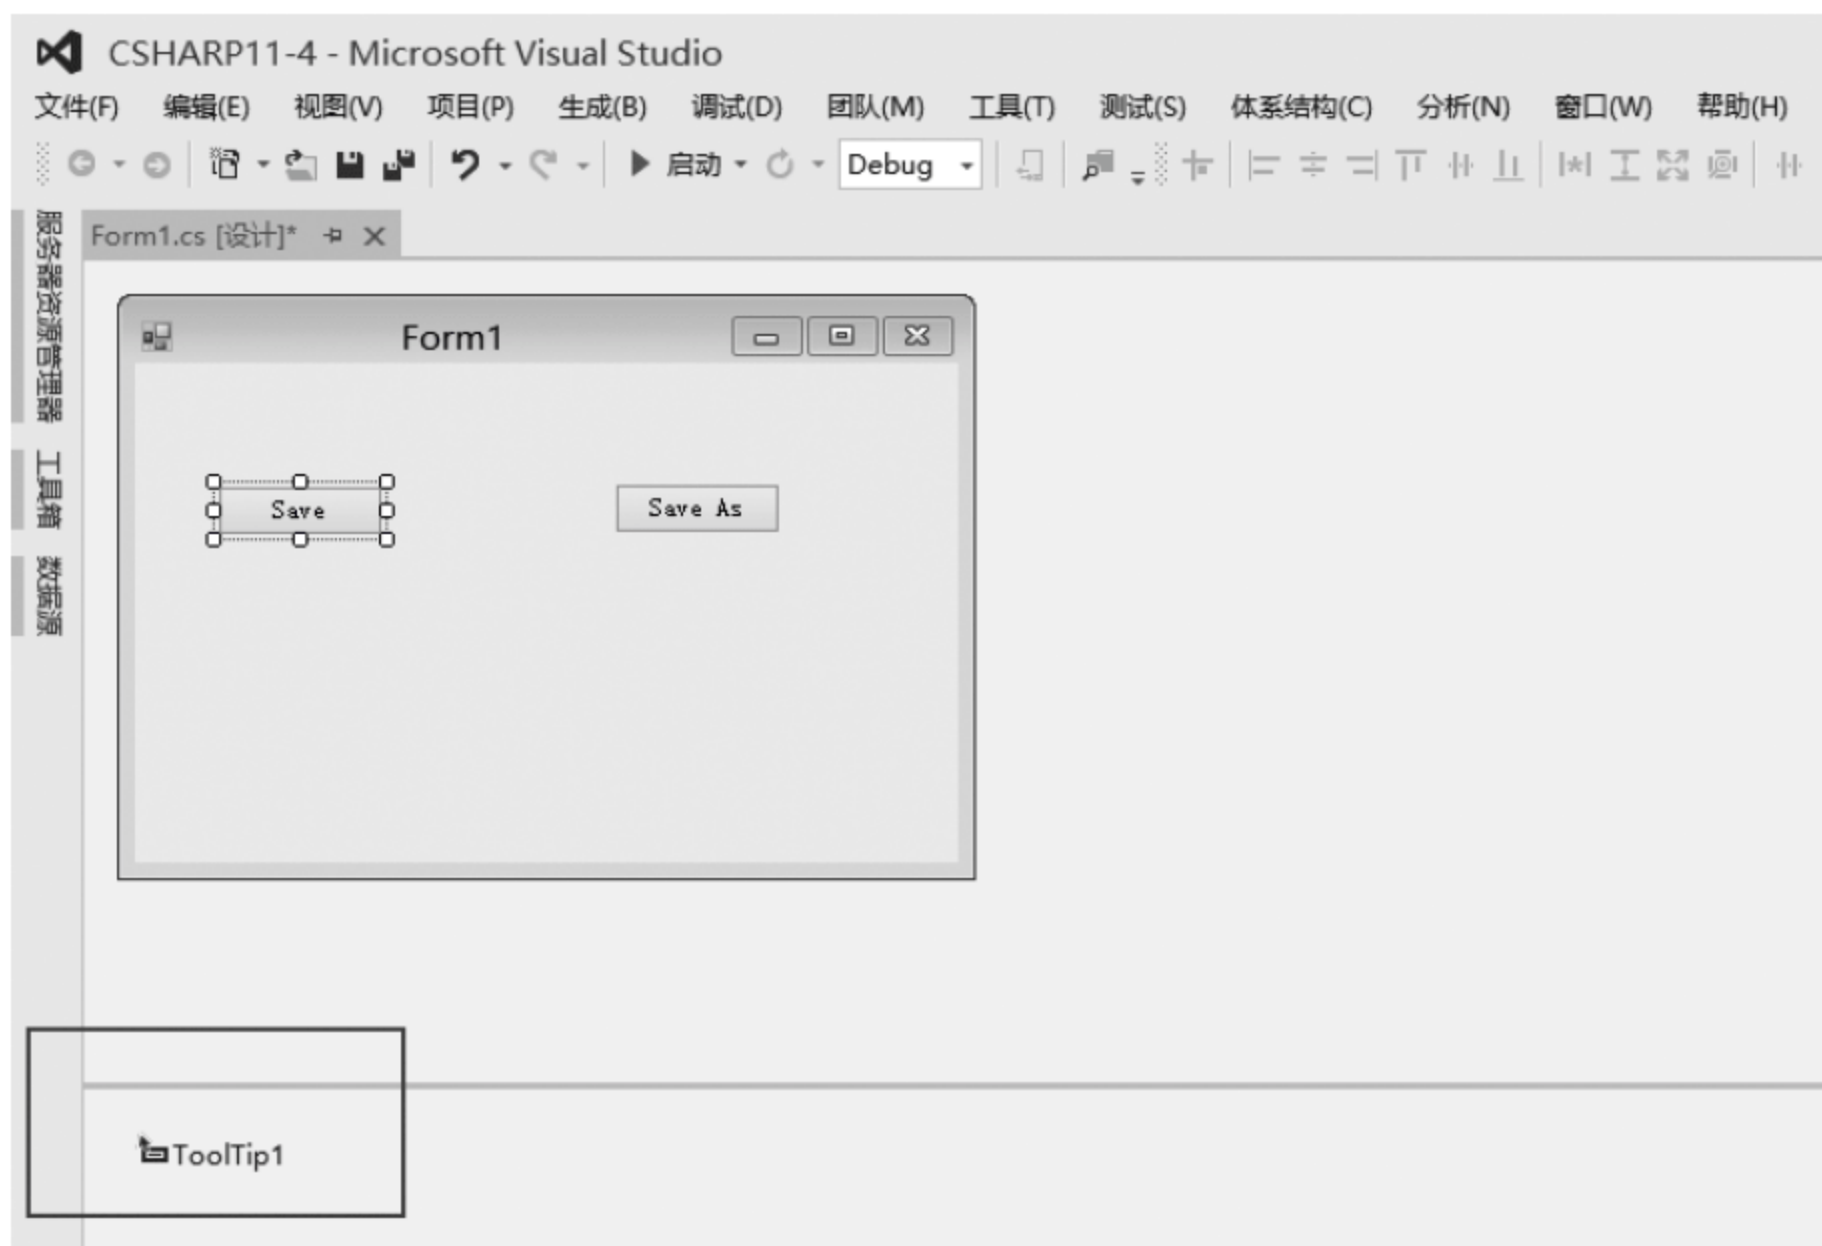 CSHARP11-4 - Microsoft Visual Studio
文件(F) 编辑(E) 视图(V) 项目(P) 生成(B) 调试(D) 团队(M) 工具(T) 测试(S) 体系结构(C) 分析(N) 窗口(W) 帮助(H)
启动 Debug
服务器资源管理器
工具箱
数据源
Form1.cs [设计]*
Form1
Save
Save As
ToolTip1